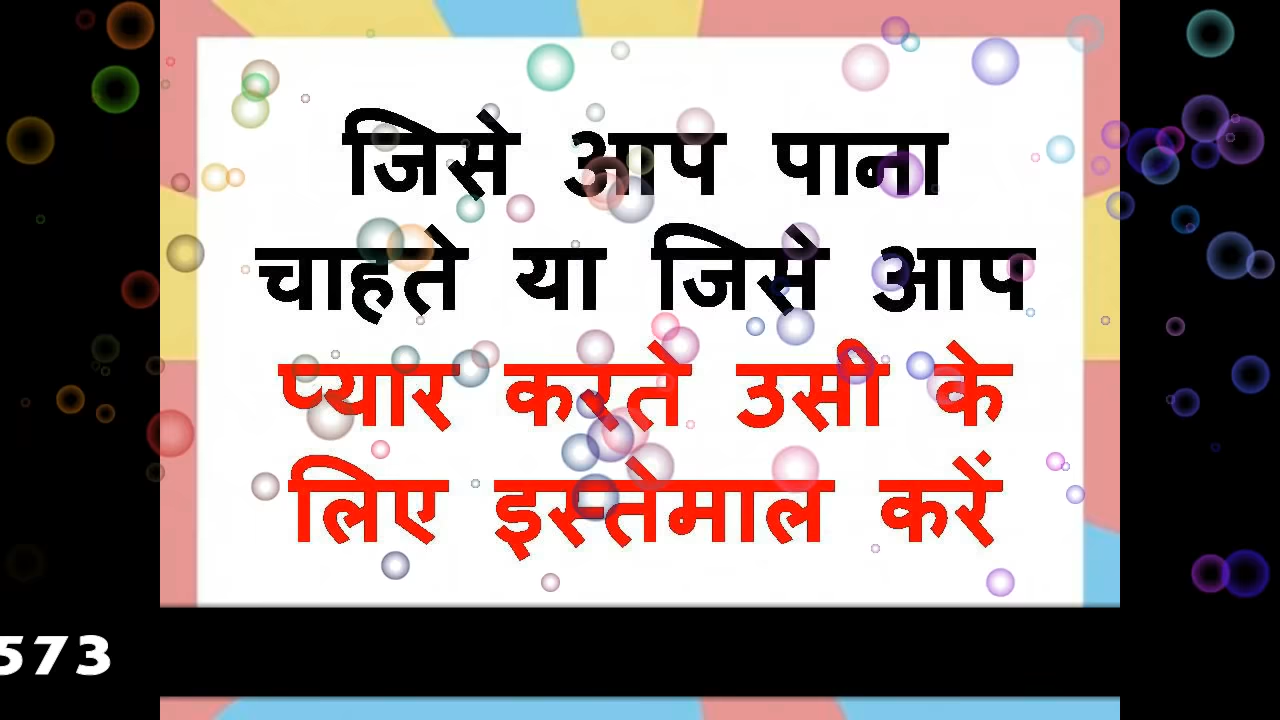 जिसे आप पाना
चाहते या जिसे आप
प्यार करते उसी के
लिए इस्तेमाल करें
573